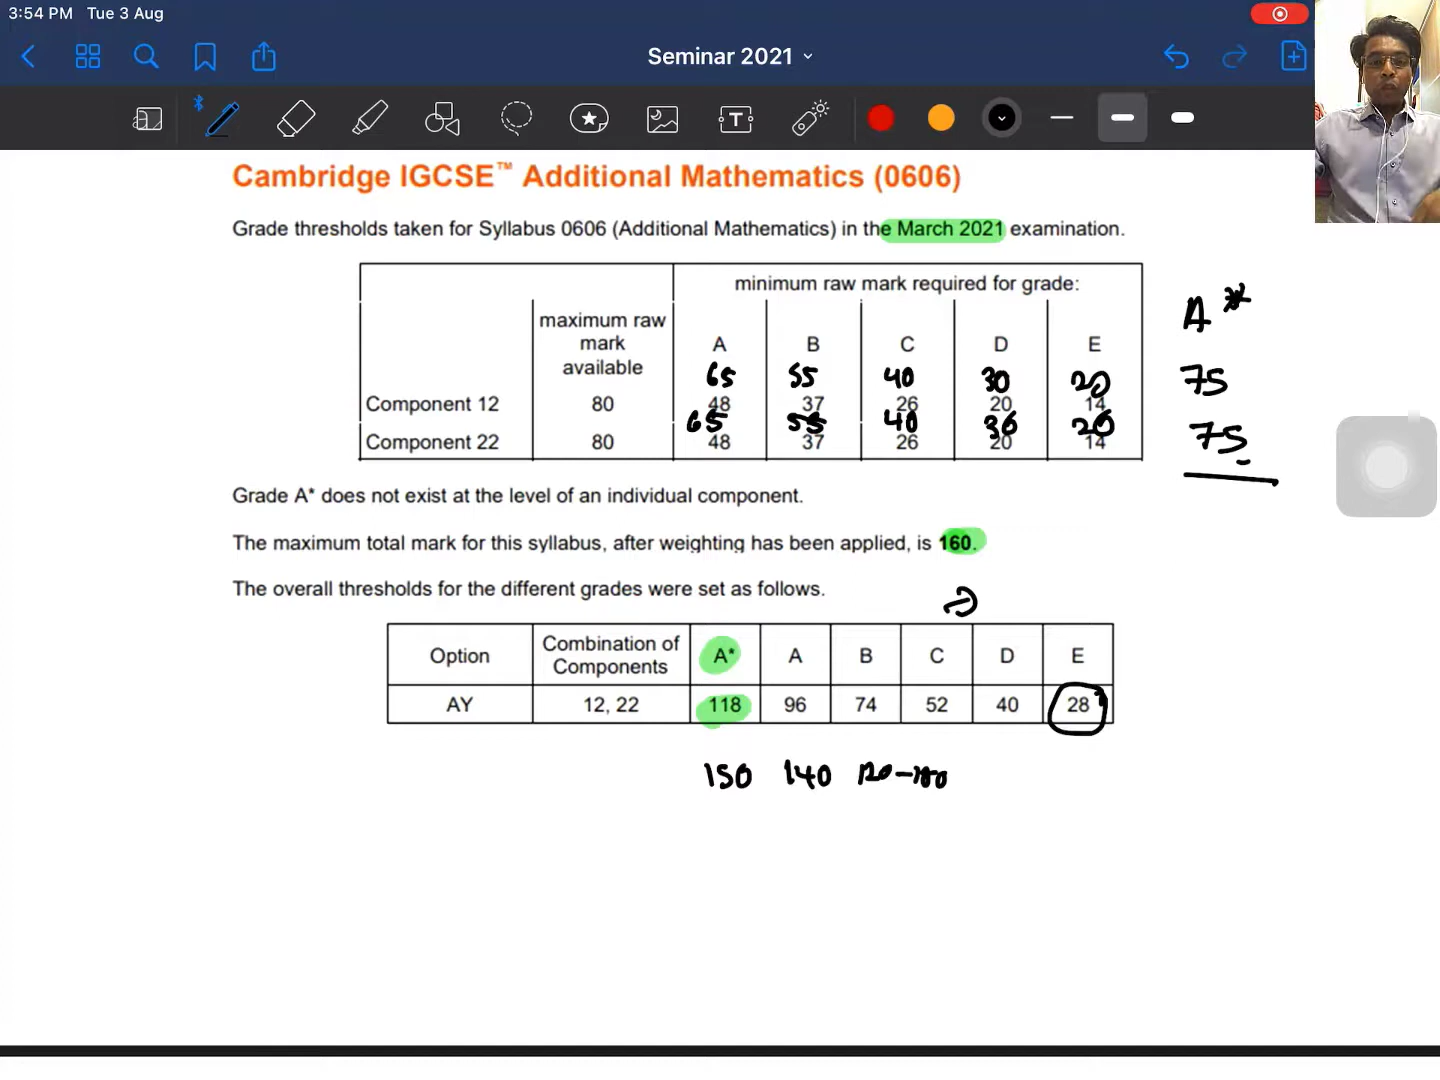 3:54 PM Tue 3 Aug
Seminar 2021
Cambridge IGCSE™ Additional Mathematics (0606)
Grade thresholds taken for Syllabus 0606 (Additional Mathematics) in the March 2021 examination.
minimum raw mark required for grade:
maximum raw mark available
A B C D E
A*
65 55 40 30 20
75
Component 12 80 48 37 26 20 14
65 55 40 30 20
75
Component 22 80 48 37 26 20 14
Grade A* does not exist at the level of an individual component.
The maximum total mark for this syllabus, after weighting has been applied, is 160.
The overall thresholds for the different grades were set as follows.
Option Combination of Components A* A B C D E
AY 12, 22 118 96 74 52 40 28
150 140 120-100